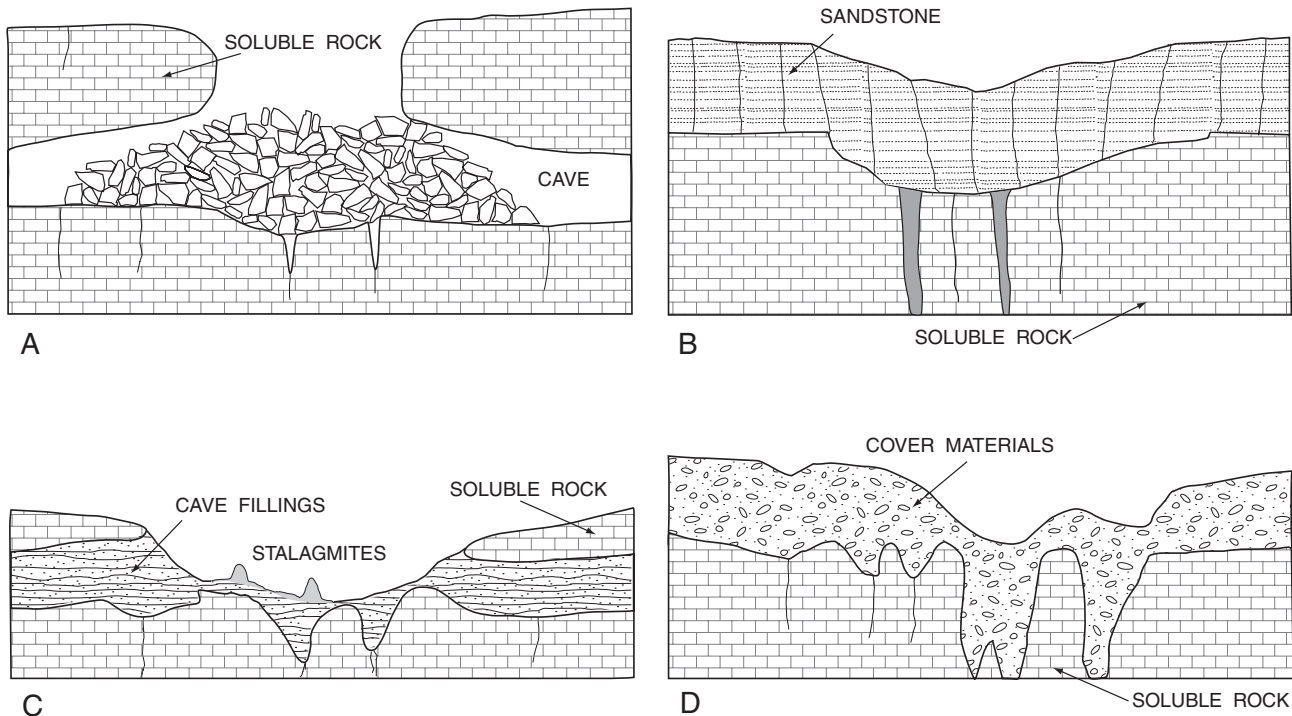 SOLUBLE ROCK
CAVE
A
SANDSTONE
SOLUBLE ROCK
B
CAVE FILLINGS
STALAGMITES
SOLUBLE ROCK
C
COVER MATERIALS
SOLUBLE ROCK
D